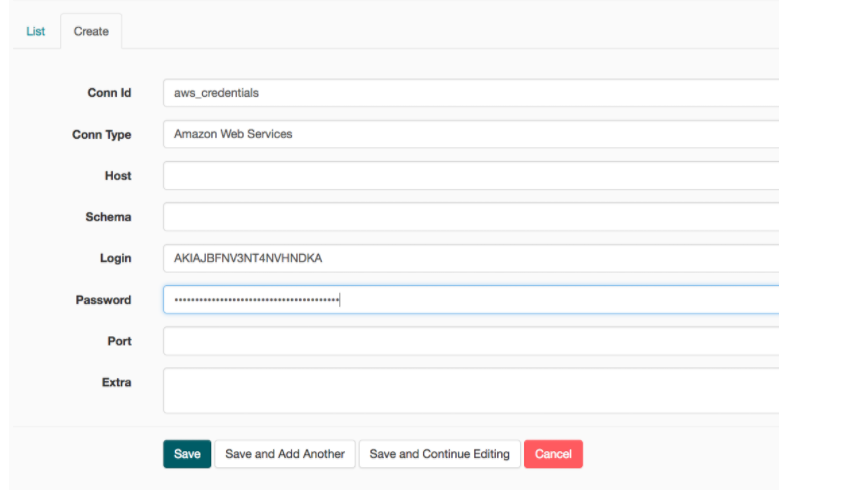 List Create
Conn Id aws_credentials
Conn Type Amazon Web Services
Host
Schema
Login AKIAJBFNV3NT4NVHNDKA
Password ••••••••••••••••••••••••••••••••••••••••
Port
Extra
Save Save and Add Another Save and Continue Editing Cancel